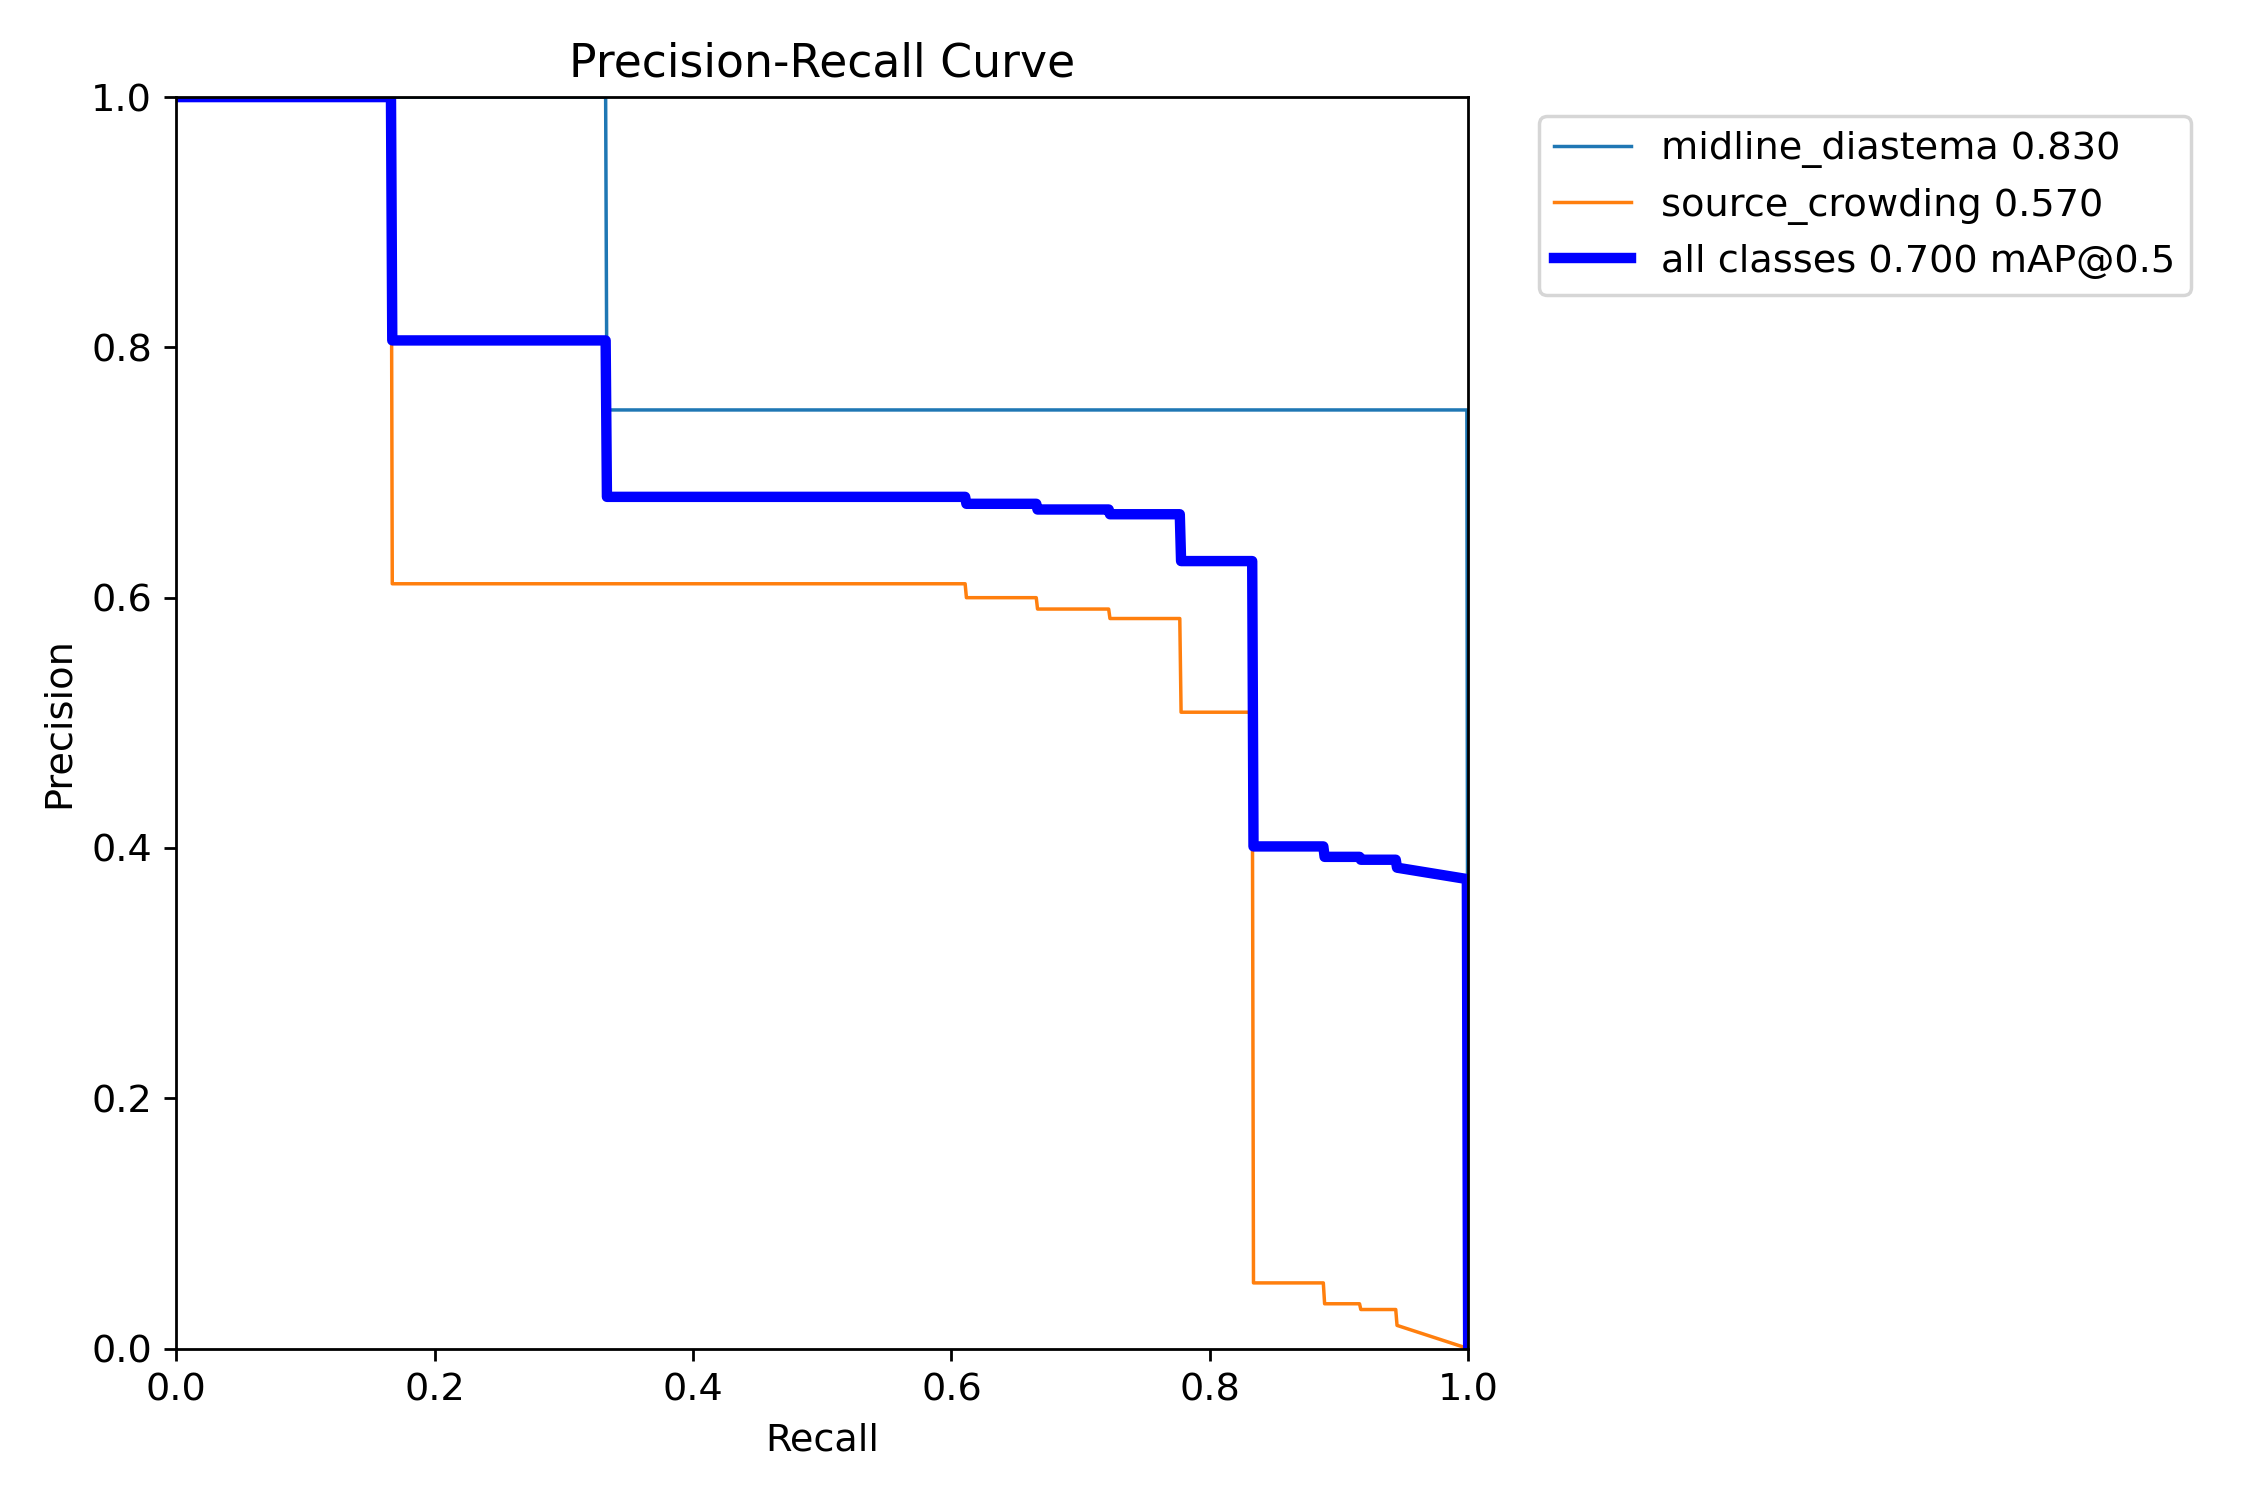 Precision-Recall Curve
1.0
0.8
0.6
0.4
0.2
0.0
Precision
0.0 0.2 0.4 0.6 0.8 1.0
Recall
midline_diastema 0.830
source_crowding 0.570
all classes 0.700 mAP@0.5